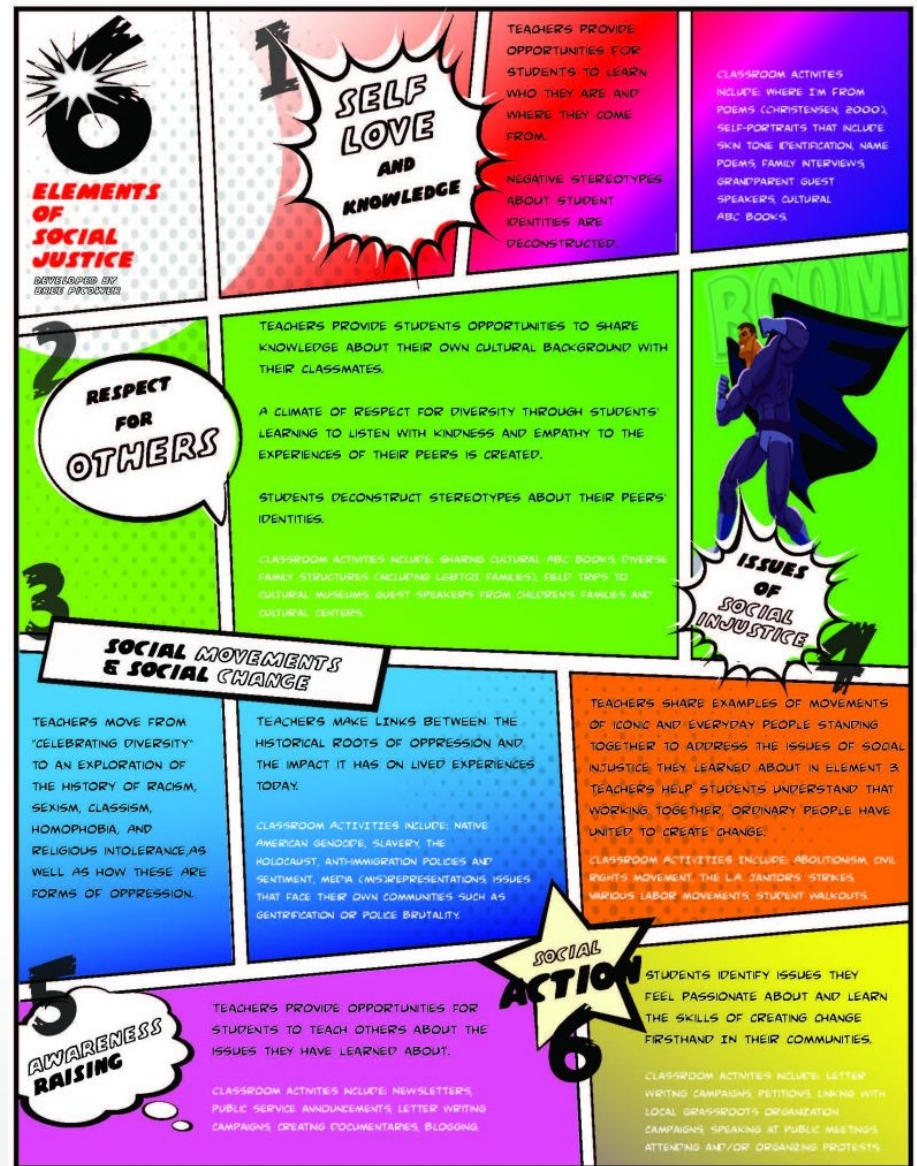 6
ELEMENTS
OF
SOCIAL
JUSTICE
DEVELOPED BY
BREE PICOWER
1
SELF
LOVE
AND
KNOWLEDGE
TEACHERS PROVIDE
OPPORTUNITIES FOR
STUDENTS TO LEARN
WHO THEY ARE AND
WHERE THEY COME
FROM.
NEGATIVE STEREOTYPES
ABOUT STUDENT
IDENTITIES ARE
DECONSTRUCTED.
CLASSROOM ACTIVITIES
INCLUDE: WHERE I'M FROM
POEMS (CHRISTENSEN, 2000),
SELF-PORTRAITS THAT INCLUDE
SKIN TONE IDENTIFICATION, NAME
POEMS, FAMILY INTERVIEWS,
GRANDPARENT GUEST
SPEAKERS, CULTURAL
ABC BOOKS.
2
RESPECT
FOR
OTHERS
TEACHERS PROVIDE STUDENTS OPPORTUNITIES TO SHARE
KNOWLEDGE ABOUT THEIR OWN CULTURAL BACKGROUND WITH
THEIR CLASSMATES.
A CLIMATE OF RESPECT FOR DIVERSITY THROUGH STUDENTS'
LEARNING TO LISTEN WITH KINDNESS AND EMPATHY TO THE
EXPERIENCES OF THEIR PEERS IS CREATED.
STUDENTS DECONSTRUCT STEREOTYPES ABOUT THEIR PEERS'
IDENTITIES.
CLASSROOM ACTIVITIES INCLUDE: SHARING CULTURAL ABC BOOKS, DIVERSE
FAMILY STRUCTURES (INCLUDING LGBTQI FAMILIES), FIELD TRIPS TO
CULTURAL MUSEUMS, GUEST SPEAKERS FROM CHILDREN'S FAMILIES AND
CULTURAL CENTERS.
BOOM
ISSUES
OF
SOCIAL
INJUSTICE
3
SOCIAL MOVEMENTS
& SOCIAL CHANGE
TEACHERS MOVE FROM
"CELEBRATING DIVERSITY"
TO AN EXPLORATION OF
THE HISTORY OF RACISM,
SEXISM, CLASSISM,
HOMOPHOBIA, AND
RELIGIOUS INTOLERANCE,AS
WELL AS HOW THESE ARE
FORMS OF OPPRESSION.
TEACHERS MAKE LINKS BETWEEN THE
HISTORICAL ROOTS OF OPPRESSION AND
THE IMPACT IT HAS ON LIVED EXPERIENCES
TODAY.
CLASSROOM ACTIVITIES INCLUDE: NATIVE
AMERICAN GENOCIDE, SLAVERY, THE
HOLOCAUST, ANTI-IMMIGRATION POLICIES AND
SENTIMENT, MEDIA (MIS)REPRESENTATIONS, ISSUES
THAT FACE THEIR OWN COMMUNITIES SUCH AS
GENTRIFICATION OR POLICE BRUTALITY.
4
TEACHERS SHARE EXAMPLES OF MOVEMENTS
OF ICONIC AND EVERYDAY PEOPLE STANDING
TOGETHER TO ADDRESS THE ISSUES OF SOCIAL
INJUSTICE THEY LEARNED ABOUT IN ELEMENT 3.
TEACHERS HELP STUDENTS UNDERSTAND THAT
WORKING TOGETHER, ORDINARY PEOPLE HAVE
UNITED TO CREATE CHANGE.
CLASSROOM ACTIVITIES INCLUDE: ABOLITIONISM, CIVIL
RIGHTS MOVEMENT, THE L.A. JANITORS' STRIKES,
VARIOUS LABOR MOVEMENTS, STUDENT WALKOUTS.
5
AWARENESS
RAISING
TEACHERS PROVIDE OPPORTUNITIES FOR
STUDENTS TO TEACH OTHERS ABOUT THE
ISSUES THEY HAVE LEARNED ABOUT.
CLASSROOM ACTIVITIES INCLUDE: NEWSLETTERS,
PUBLIC SERVICE ANNOUNCEMENTS, LETTER WRITING
CAMPAIGNS, CREATING DOCUMENTARIES, BLOGGING.
SOCIAL
ACTION
6
STUDENTS IDENTIFY ISSUES THEY
FEEL PASSIONATE ABOUT AND LEARN
THE SKILLS OF CREATING CHANGE
FIRSTHAND IN THEIR COMMUNITIES.
CLASSROOM ACTIVITIES INCLUDE: LETTER
WRITING CAMPAIGNS, PETITIONS, LINKING WITH
LOCAL GRASSROOTS ORGANIZATION
CAMPAIGNS, SPEAKING AT PUBLIC MEETINGS,
ATTENDING AND/OR ORGANIZING PROTESTS.